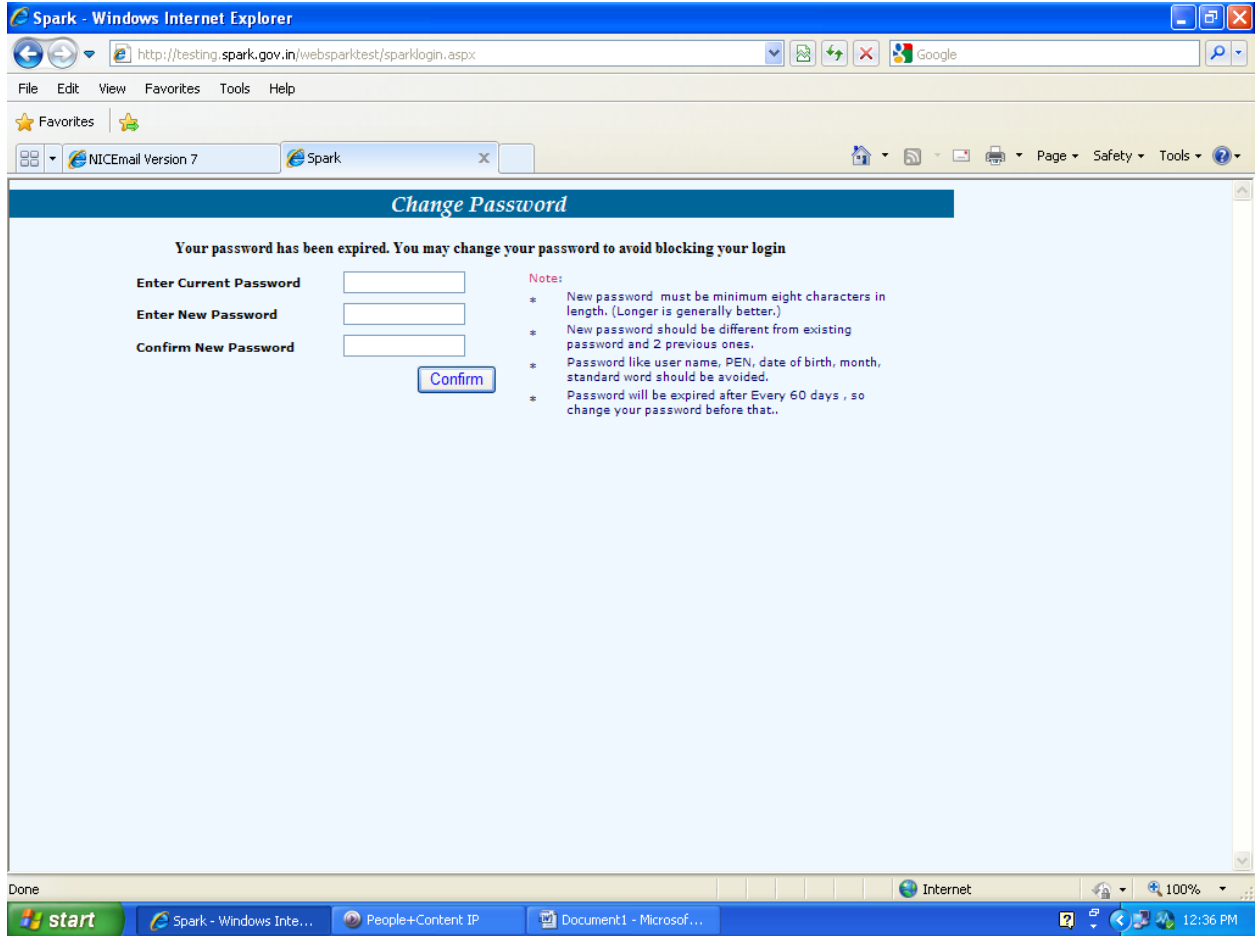 Spark - Windows Internet Explorer
http://testing.spark.gov.in/websparktest/sparklogin.aspx
Google
File Edit View Favorites Tools Help
Favorites
NICEmail Version 7
Spark
Page
Safety
Tools
Change Password
Your password has been expired. You may change your password to avoid blocking your login
Enter Current Password
Enter New Password
Confirm New Password
Confirm
Note:
* New password must be minimum eight characters in
length. (Longer is generally better.)
* New password should be different from existing
password and 2 previous ones.
* Password like user name, PEN, date of birth, month,
standard word should be avoided.
* Password will be expired after Every 60 days , so
change your password before that..
Done
Internet
100%
start
Spark - Windows Inte...
People+Content IP
Document1 - Microsof...
12:36 PM